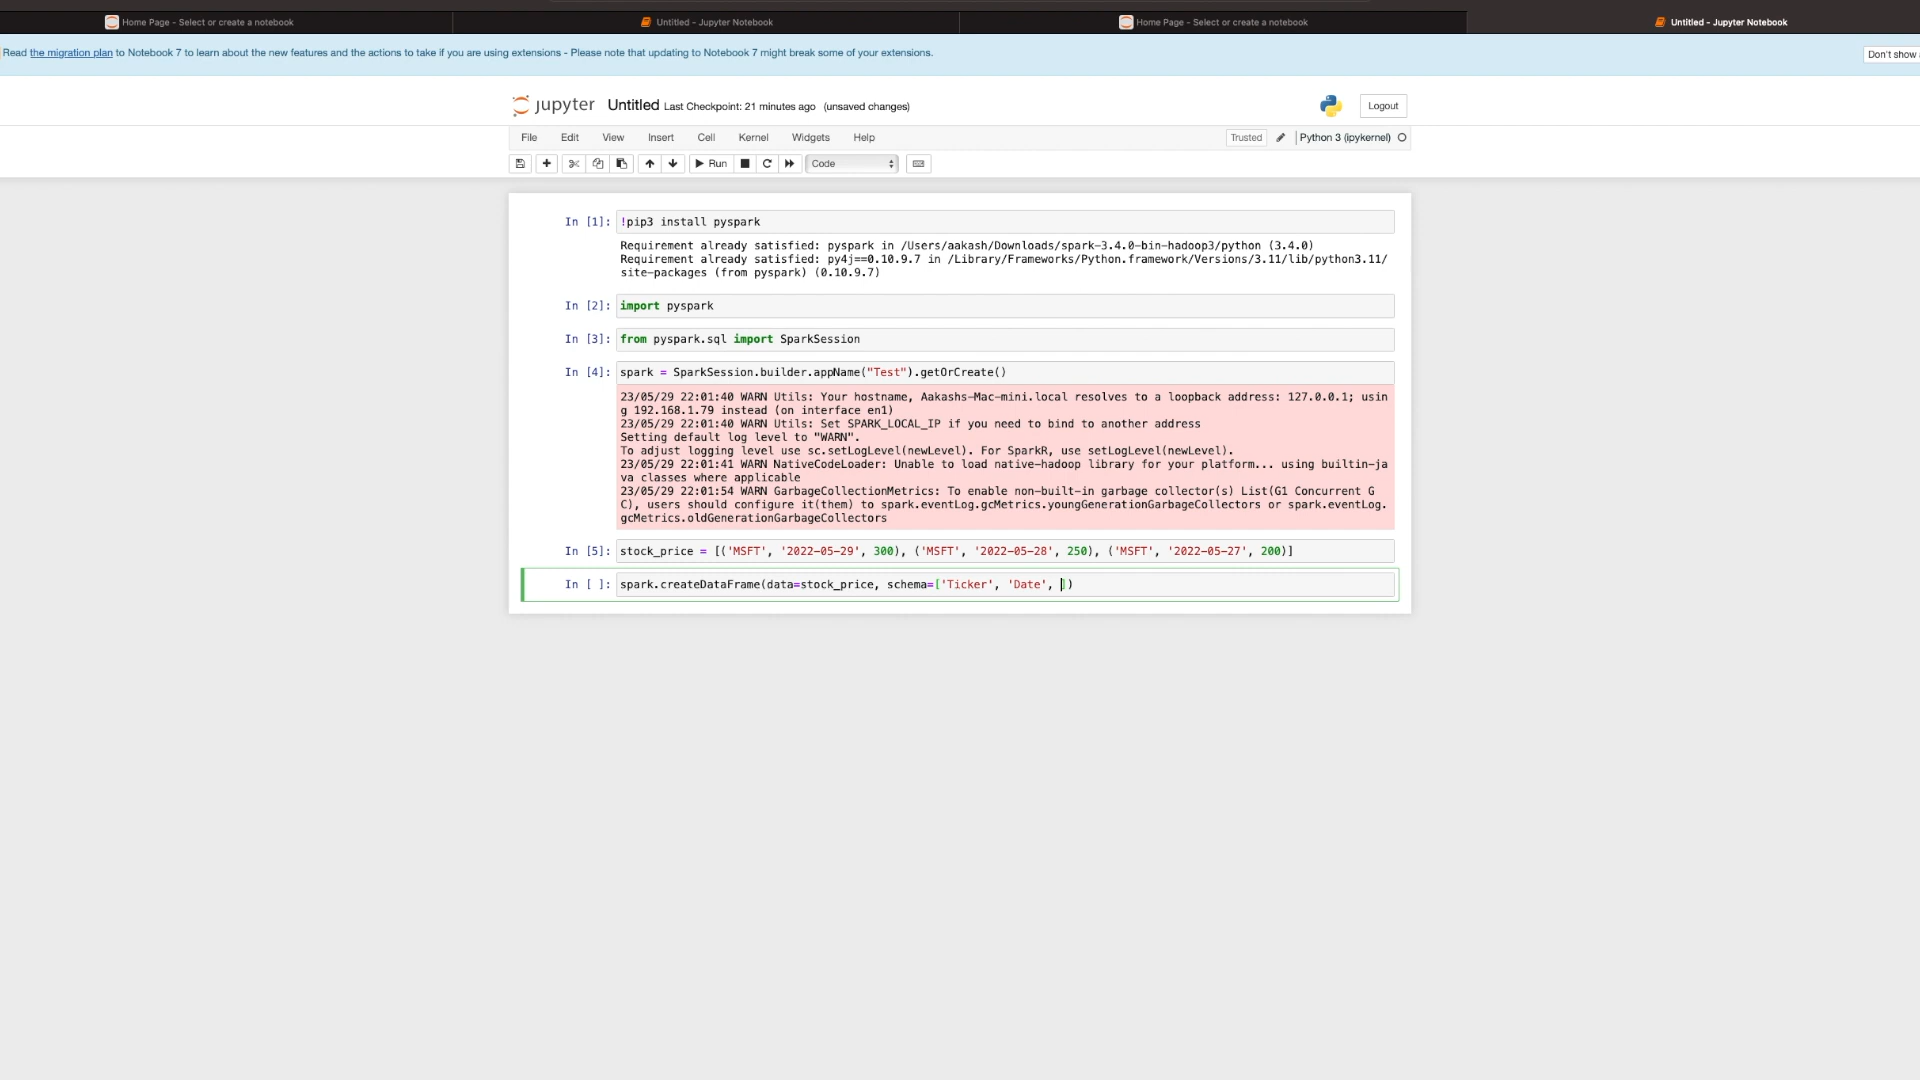 Home Page - Select or create a notebook
Untitled - Jupyter Notebook
Home Page - Select or create a notebook
Untitled - Jupyter Notebook
Read the migration plan to Notebook 7 to learn about the new features and the actions to take if you are using extensions - Please note that updating to Notebook 7 might break some of your extensions.
Don't show
jupyter Untitled Last Checkpoint: 21 minutes ago (unsaved changes)
Logout
File Edit View Insert Cell Kernel Widgets Help
Trusted Python 3 (ipykernel)
Run Code
In [1]: !pip3 install pyspark
Requirement already satisfied: pyspark in /Users/aakash/Downloads/spark-3.4.0-bin-hadoop3/python (3.4.0)
Requirement already satisfied: py4j==0.10.9.7 in /Library/Frameworks/Python.framework/Versions/3.11/lib/python3.11/
site-packages (from pyspark) (0.10.9.7)
In [2]: import pyspark
In [3]: from pyspark.sql import SparkSession
In [4]: spark = SparkSession.builder.appName("Test").getOrCreate()
23/05/29 22:01:40 WARN Utils: Your hostname, Aakashs-Mac-mini.local resolves to a loopback address: 127.0.0.1; usin
g 192.168.1.79 instead (on interface en1)
23/05/29 22:01:40 WARN Utils: Set SPARK_LOCAL_IP if you need to bind to another address
Setting default log level to "WARN".
To adjust logging level use sc.setLogLevel(newLevel). For SparkR, use setLogLevel(newLevel).
23/05/29 22:01:41 WARN NativeCodeLoader: Unable to load native-hadoop library for your platform... using builtin-ja
va classes where applicable
23/05/29 22:01:54 WARN GarbageCollectionMetrics: To enable non-built-in garbage collector(s) List(G1 Concurrent G
C), users should configure it(them) to spark.eventLog.gcMetrics.youngGenerationGarbageCollectors or spark.eventLog.
gcMetrics.oldGenerationGarbageCollectors
In [5]: stock_price = [('MSFT', '2022-05-29', 300), ('MSFT', '2022-05-28', 250), ('MSFT', '2022-05-27', 200)]
In [ ]: spark.createDataFrame(data=stock_price, schema=['Ticker', 'Date', ])